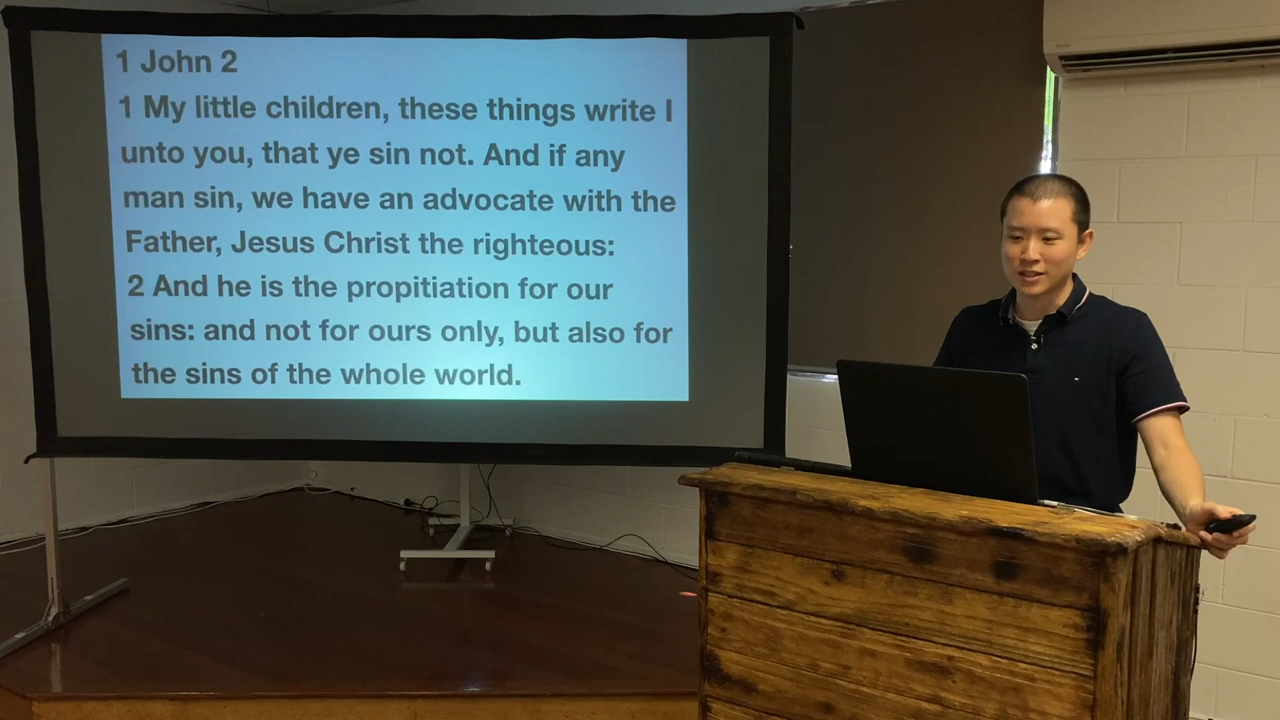 1 John 2
1 My little children, these things write I
unto you, that ye sin not. And if any
man sin, we have an advocate with the
Father, Jesus Christ the righteous:
2 And he is the propitiation for our
sins: and not for ours only, but also for
the sins of the whole world.